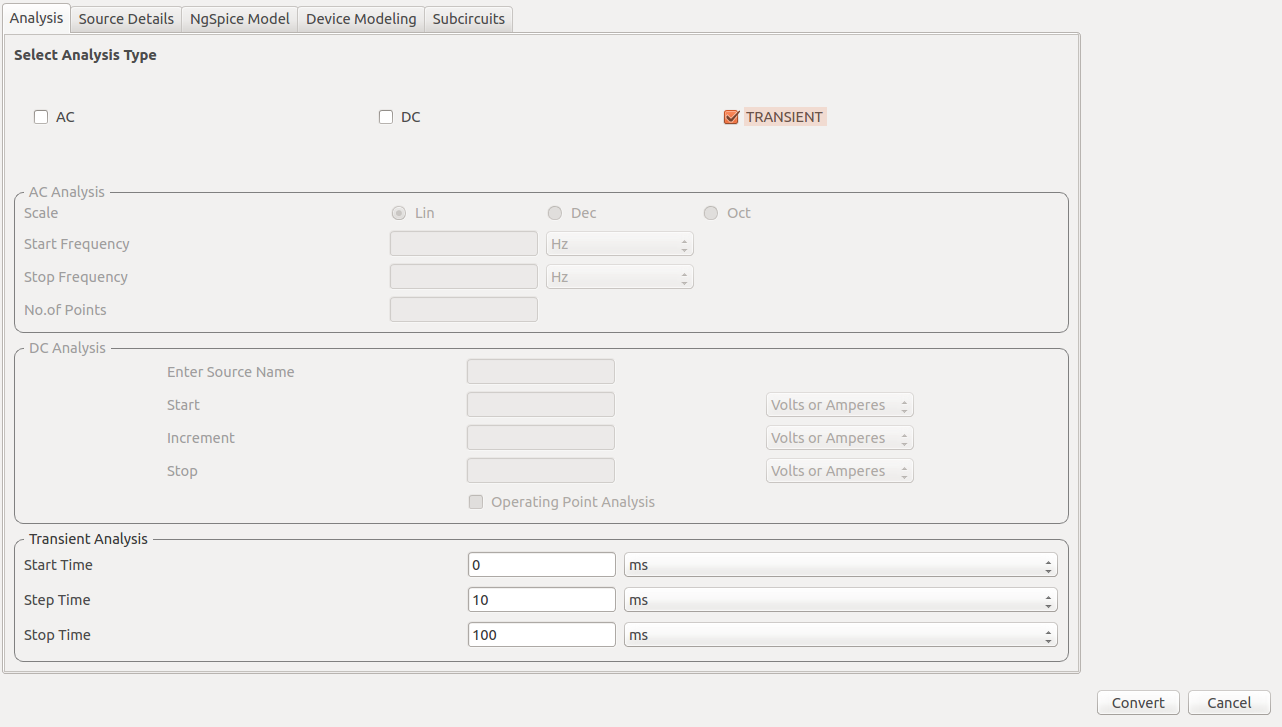 Analysis Source Details NgSpice Model Device Modeling Subcircuits
Select Analysis Type
AC DC TRANSIENT
AC Analysis
Scale Lin Dec Oct
Start Frequency Hz
Stop Frequency Hz
No.of Points
DC Analysis
Enter Source Name
Start Volts or Amperes
Increment Volts or Amperes
Stop Volts or Amperes
Operating Point Analysis
Transient Analysis
Start Time 0 ms
Step Time 10 ms
Stop Time 100 ms
Convert Cancel